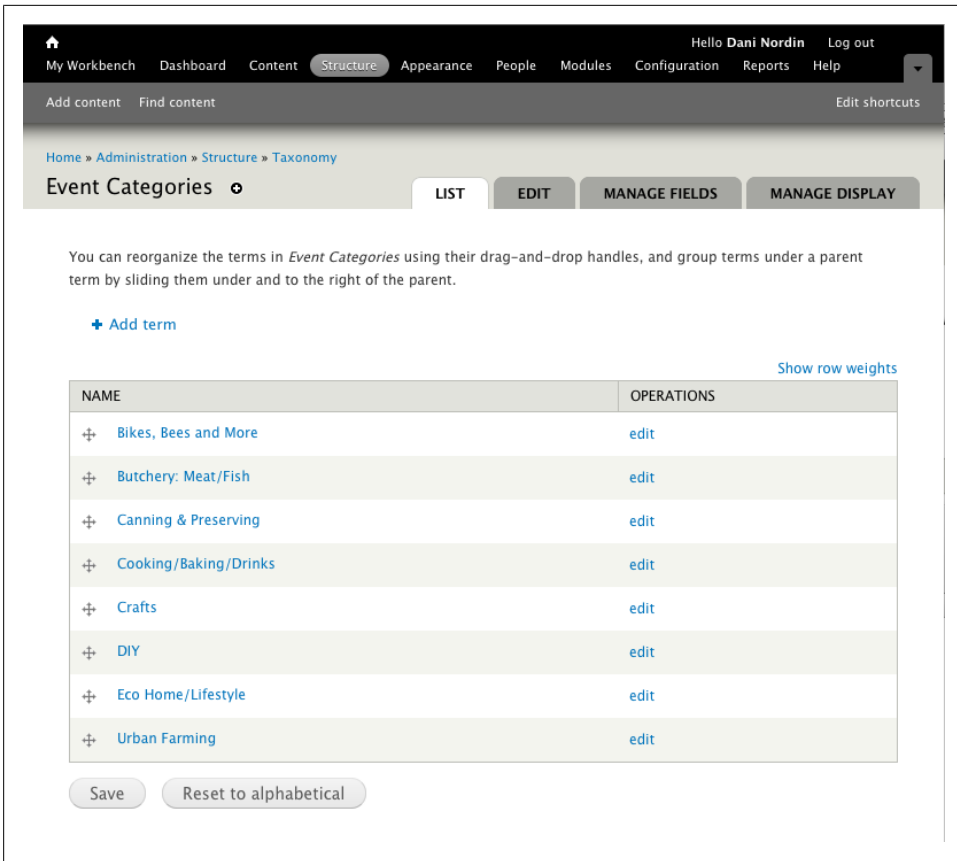 Hello Dani Nordin Log out
My Workbench Dashboard Content Structure Appearance People Modules Configuration Reports Help
Add content Find content Edit shortcuts
Home » Administration » Structure » Taxonomy
Event Categories LIST EDIT MANAGE FIELDS MANAGE DISPLAY
You can reorganize the terms in Event Categories using their drag-and-drop handles, and group terms under a parent
term by sliding them under and to the right of the parent.
+ Add term
Show row weights
NAME OPERATIONS
Bikes, Bees and More edit
Butchery: Meat/Fish edit
Canning & Preserving edit
Cooking/Baking/Drinks edit
Crafts edit
DIY edit
Eco Home/Lifestyle edit
Urban Farming edit
Save Reset to alphabetical